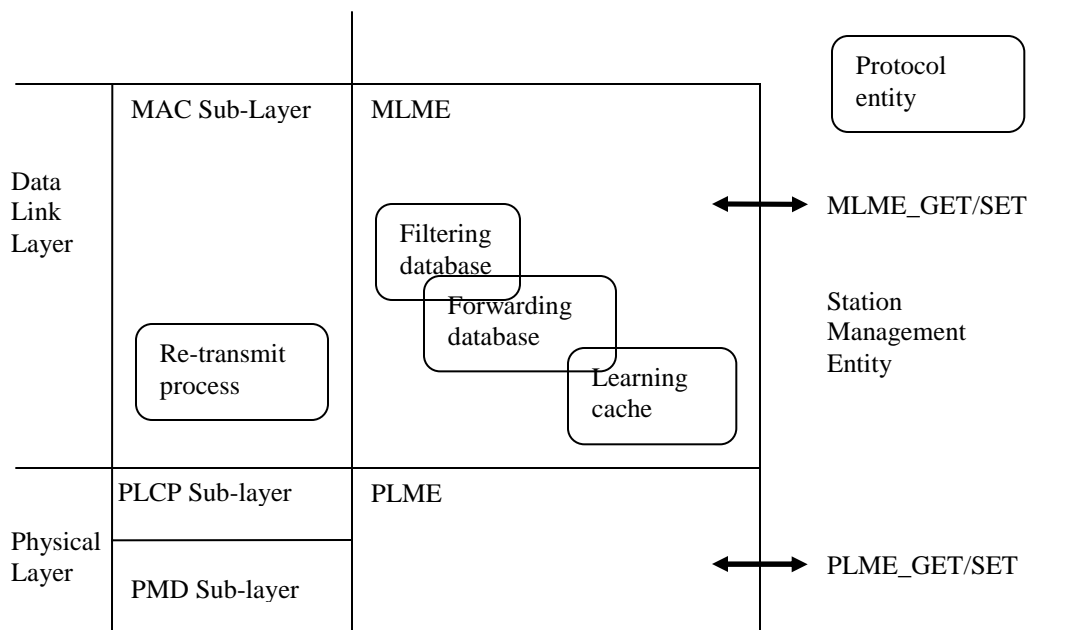 Protocol
entity
MAC Sub-Layer
MLME
Data
Link
Layer
MLME_GET/SET
Filtering
database
Forwarding
database
Station
Management
Entity
Re-transmit
process
Learning
cache
PLCP Sub-layer
PLME
Physical
Layer
PLME_GET/SET
PMD Sub-layer